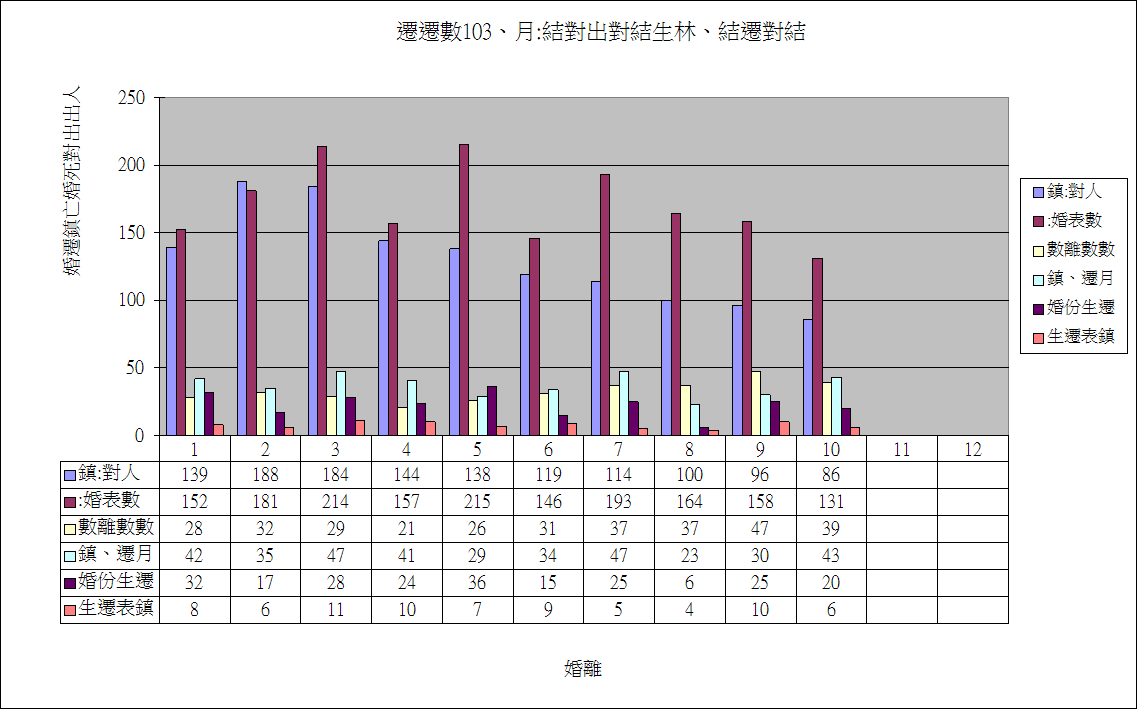 遷遷數103、月:結對出對結生林、結遷對結
婚遷鎮亡婚死對出出人
250
200
150
100
50
0
鎮:對人
:婚表數
數離數數
鎮、遷月
婚份生遷
生遷表鎮
1 2 3 4 5 6 7 8 9 10 11 12
鎮:對人 139 188 184 144 138 119 114 100 96 86
:婚表數 152 181 214 157 215 146 193 164 158 131
數離數數 28 32 29 21 26 31 37 37 47 39
鎮、遷月 42 35 47 41 29 34 47 23 30 43
婚份生遷 32 17 28 24 36 15 25 6 25 20
生遷表鎮 8 6 11 10 7 9 5 4 10 6
婚離